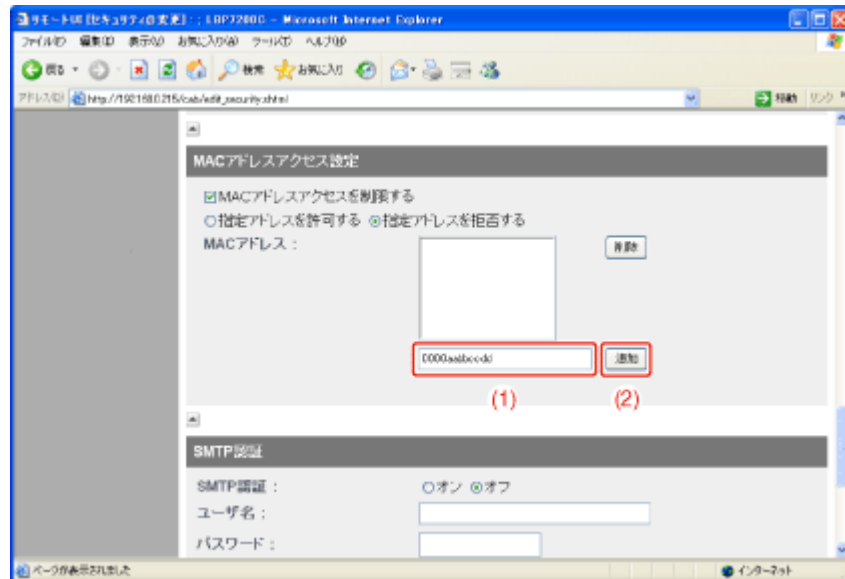 リモートUI [セキュリティの変更] : ; LBP7200C - Microsoft Internet Explorer
ファイル(F) 編集(E) 表示(V) お気に入り(A) ツール(T) ヘルプ(H)
戻る 検索 お気に入り
アドレス(D) http://192.168.0.215/cab/edit_security.shtml 移動 リンク
MACアドレスアクセス設定
MACアドレスアクセスを制限する
指定アドレスを許可する 指定アドレスを拒否する
MACアドレス : 削除
0000aabbccdd 追加
(1) (2)
SMTP認証
SMTP認証 : オン オフ
ユーザ名 :
パスワード :
ページが表示されました インターネット